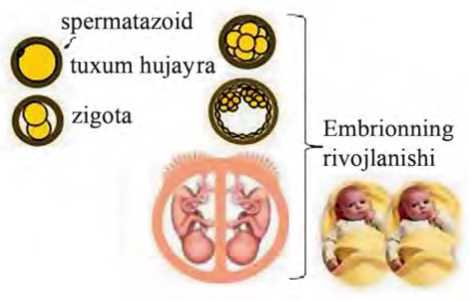 spermatazoid
tuxum hujayra
zigota
Embrionning
rivojlanishi